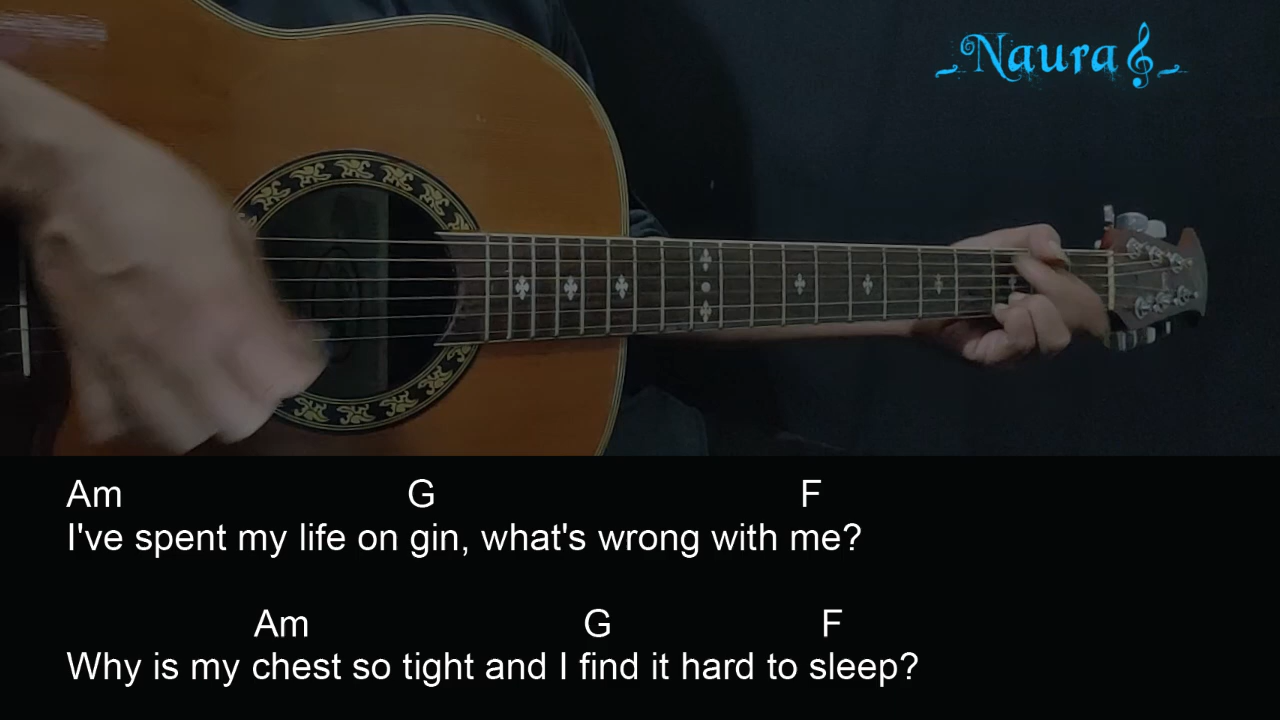 Naura
Am G F
I've spent my life on gin, what's wrong with me?
Am G F
Why is my chest so tight and I find it hard to sleep?